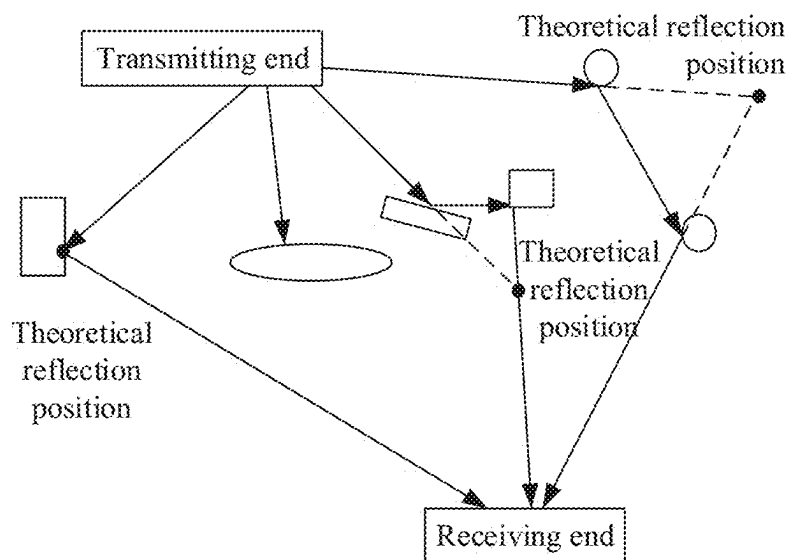 Theoretical reflection
position
Transmitting end
Theoretical
reflection
position
Theoretical
reflection
position
Receiving end